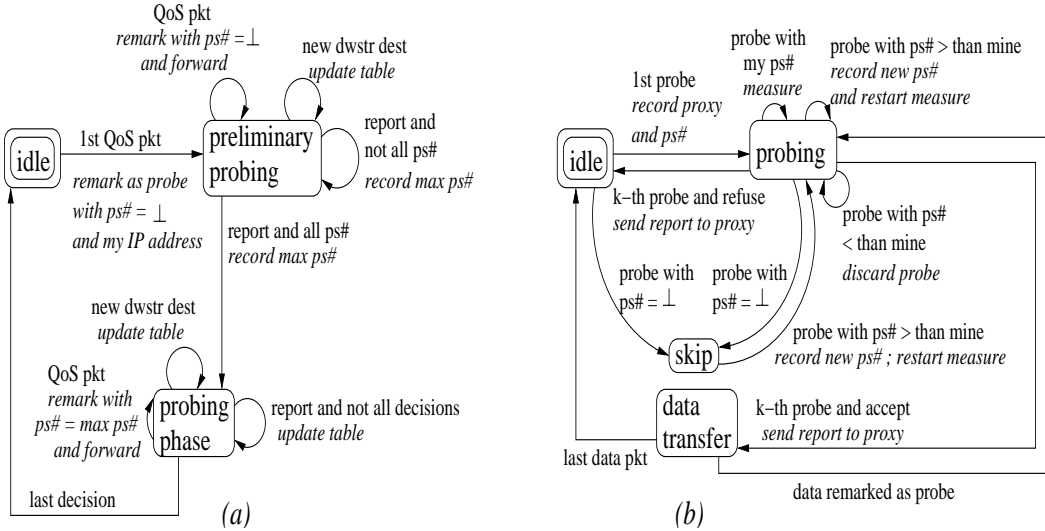 QoS pkt
remark with ps# = ⊥
and forward
new dwstr dest
update table
idle
1st QoS pkt
remark as probe
with ps# = ⊥
and my IP address
preliminary
probing
report and
not all ps#
record max ps#
report and all ps#
record max ps#
new dwstr dest
update table
QoS pkt
remark with
ps# = max ps#
and forward
probing
phase
report and not all decisions
update table
last decision
(a)
probe with
my ps#
measure
probe with ps# > than mine
record new ps#
and restart measure
1st probe
record proxy
and ps#
idle
probing
k−th probe and refuse
send report to proxy
probe with ps#
< than mine
discard probe
probe with
ps# = ⊥
probe with
ps# = ⊥
skip
probe with ps# > than mine
record new ps# ; restart measure
data
transfer
k−th probe and accept
send report to proxy
last data pkt
data remarked as probe
(b)